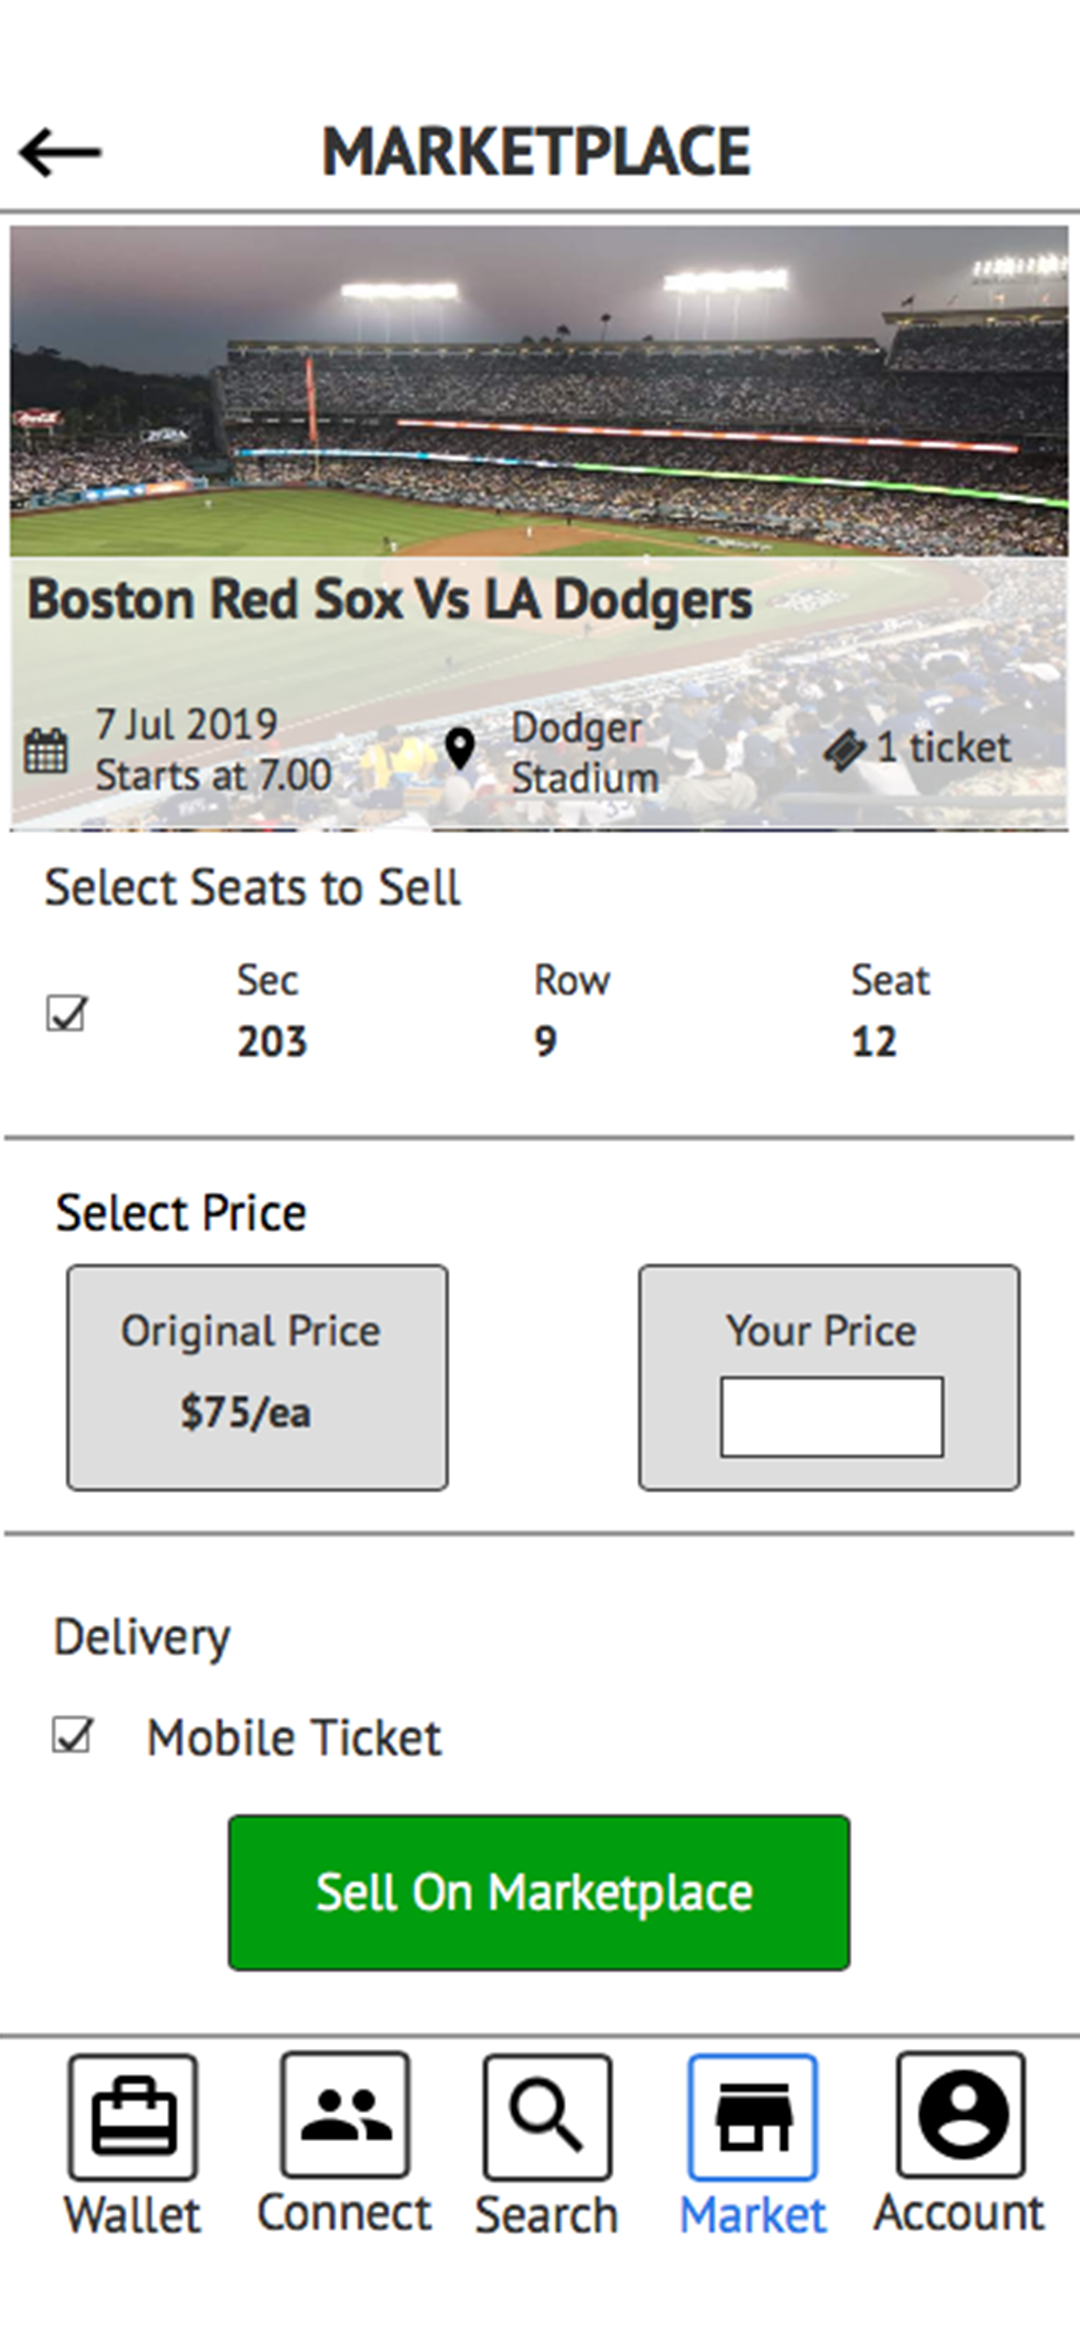 MARKETPLACE
Boston Red Sox Vs LA Dodgers
7 Jul 2019
Starts at 7.00
Dodger
Stadium
1 ticket
Select Seats to Sell
Sec
Row
Seat
203
9
12
Select Price
Original Price
Your Price
$75/ea
Delivery
Mobile Ticket
Sell On Marketplace
Wallet
Connect
Search
Market
Account